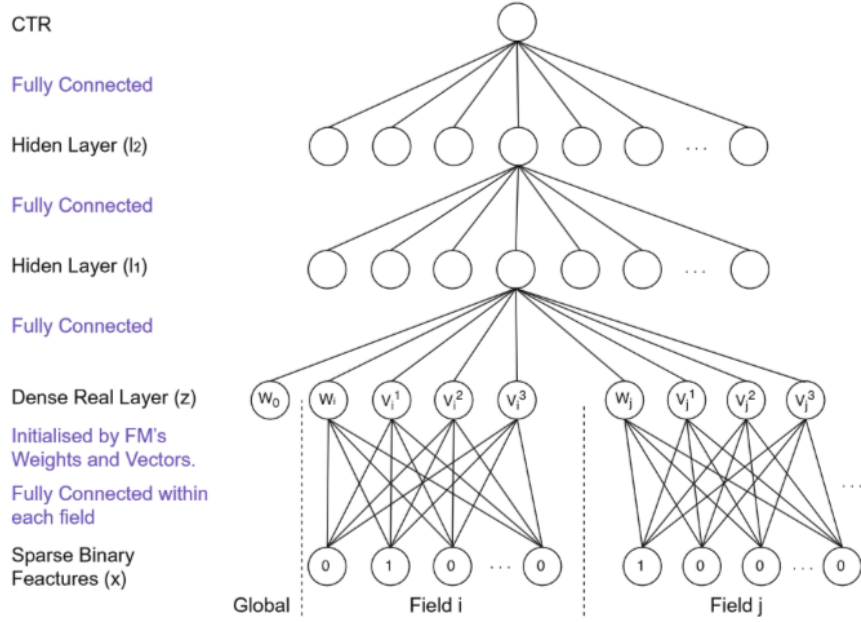 CTR
Fully Connected
Hiden Layer (l₂)
. . .
Fully Connected
Hiden Layer (l₁)
. . .
Fully Connected
Dense Real Layer (z)
W₀ Wᵢ Vᵢ¹ Vᵢ² Vᵢ³ Wⱼ Vⱼ¹ Vⱼ² Vⱼ³
Initialised by FM's
Weights and Vectors.
Fully Connected within
each field
. . .
Sparse Binary
Feactures (x)
0 1 0 . . . 0 1 0 0 . . . 0
Global Field i Field j